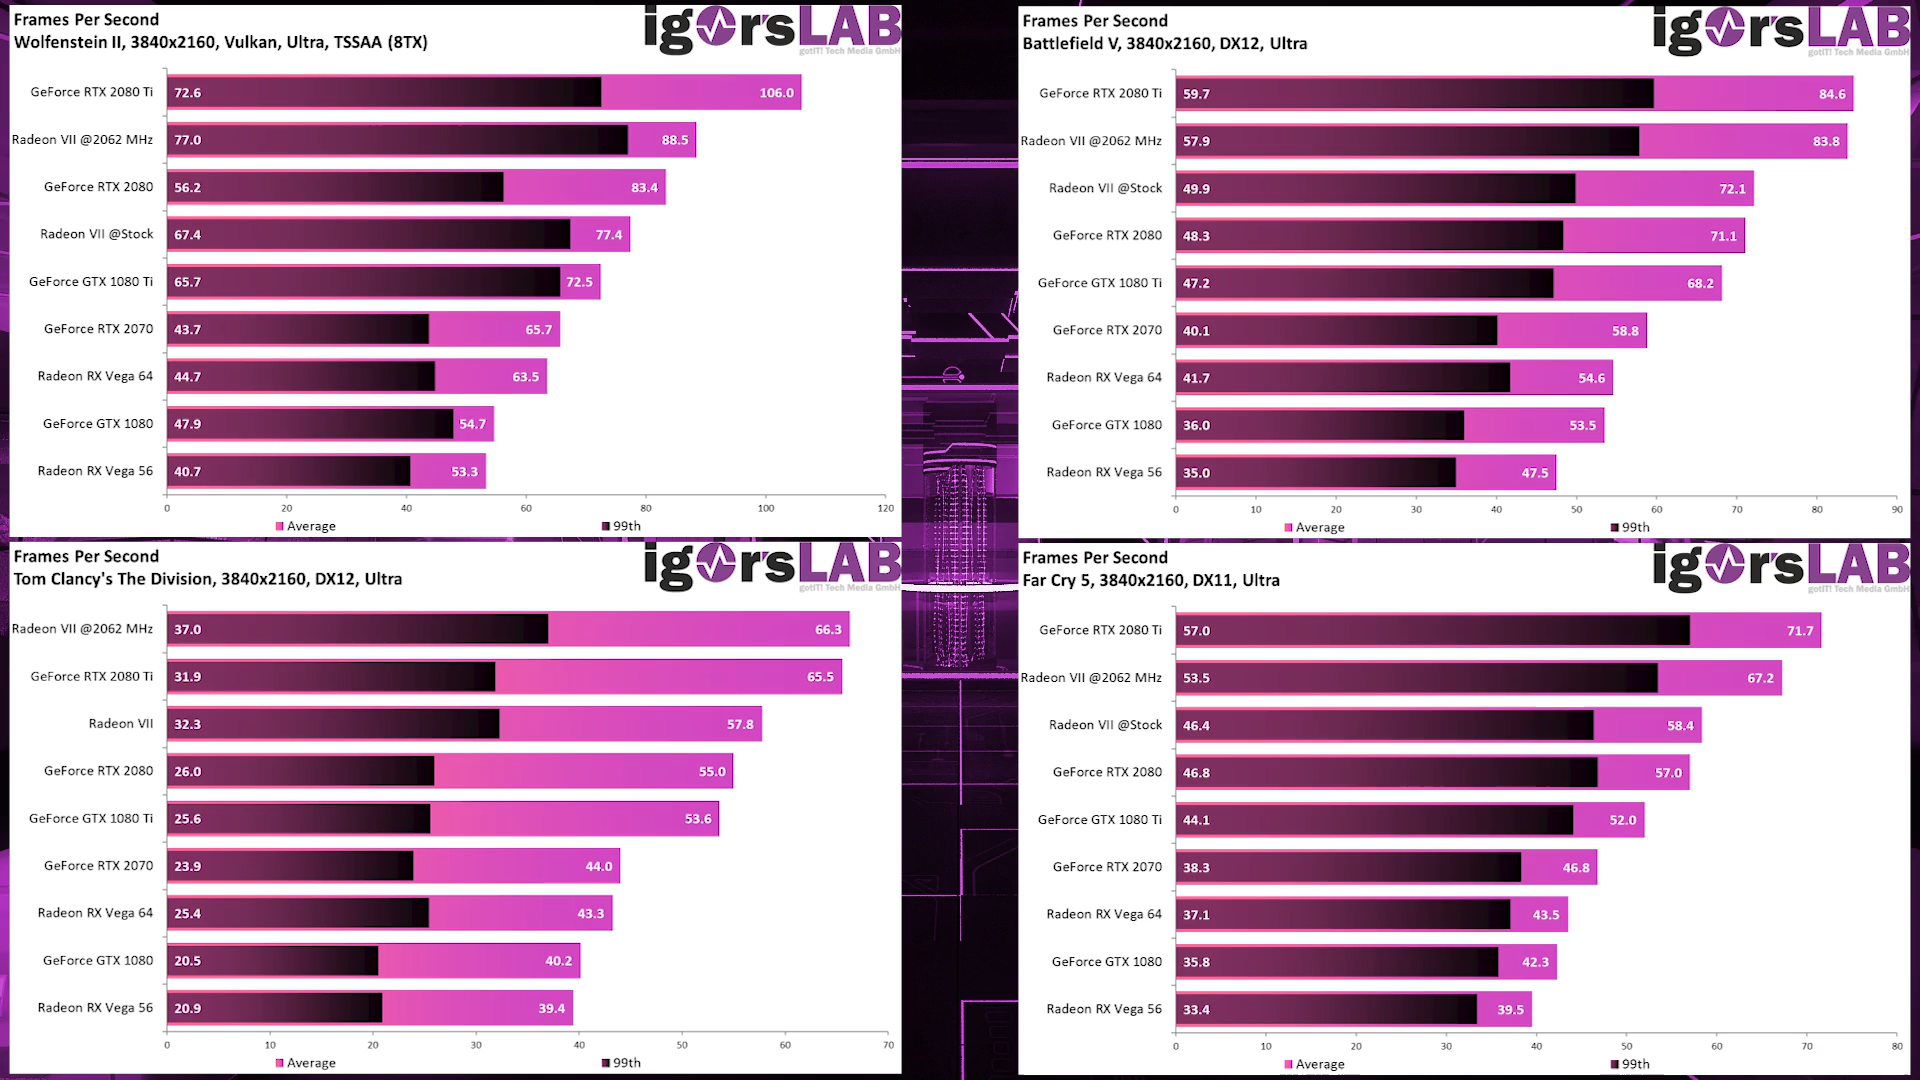 Frames Per Second
Wolfenstein II, 3840x2160, Vulkan, Ultra, TSSAA (8TX)
igorsLAB
gotIT! Tech Media GmbH
GeForce RTX 2080 Ti 72.6 106.0
Radeon VII @2062 MHz 77.0 88.5
GeForce RTX 2080 56.2 83.4
Radeon VII @Stock 67.4 77.4
GeForce GTX 1080 Ti 65.7 72.5
GeForce RTX 2070 43.7 65.7
Radeon RX Vega 64 44.7 63.5
GeForce GTX 1080 47.9 54.7
Radeon RX Vega 56 40.7 53.3
0 20 40 60 80 100 120
Average 99th
Frames Per Second
Battlefield V, 3840x2160, DX12, Ultra
igorsLAB
gotIT! Tech Media GmbH
GeForce RTX 2080 Ti 59.7 84.6
Radeon VII @2062 MHz 57.9 83.8
Radeon VII @Stock 49.9 72.1
GeForce RTX 2080 48.3 71.1
GeForce GTX 1080 Ti 47.2 68.2
GeForce RTX 2070 40.1 58.8
Radeon RX Vega 64 41.7 54.6
GeForce GTX 1080 36.0 53.5
Radeon RX Vega 56 35.0 47.5
0 10 20 30 40 50 60 70 80 90
Average 99th
Frames Per Second
Tom Clancy's The Division, 3840x2160, DX12, Ultra
igorsLAB
gotIT! Tech Media GmbH
Radeon VII @2062 MHz 37.0 66.3
GeForce RTX 2080 Ti 31.9 65.5
Radeon VII 32.3 57.8
GeForce RTX 2080 26.0 55.0
GeForce GTX 1080 Ti 25.6 53.6
GeForce RTX 2070 23.9 44.0
Radeon RX Vega 64 25.4 43.3
GeForce GTX 1080 20.5 40.2
Radeon RX Vega 56 20.9 39.4
0 10 20 30 40 50 60 70
Average 99th
Frames Per Second
Far Cry 5, 3840x2160, DX11, Ultra
igorsLAB
gotIT! Tech Media GmbH
GeForce RTX 2080 Ti 57.0 71.7
Radeon VII @2062 MHz 53.5 67.2
Radeon VII @Stock 46.4 58.4
GeForce RTX 2080 46.8 57.0
GeForce GTX 1080 Ti 44.1 52.0
GeForce RTX 2070 38.3 46.8
Radeon RX Vega 64 37.1 43.5
GeForce GTX 1080 35.8 42.3
Radeon RX Vega 56 33.4 39.5
0 10 20 30 40 50 60 70 80
Average 99th